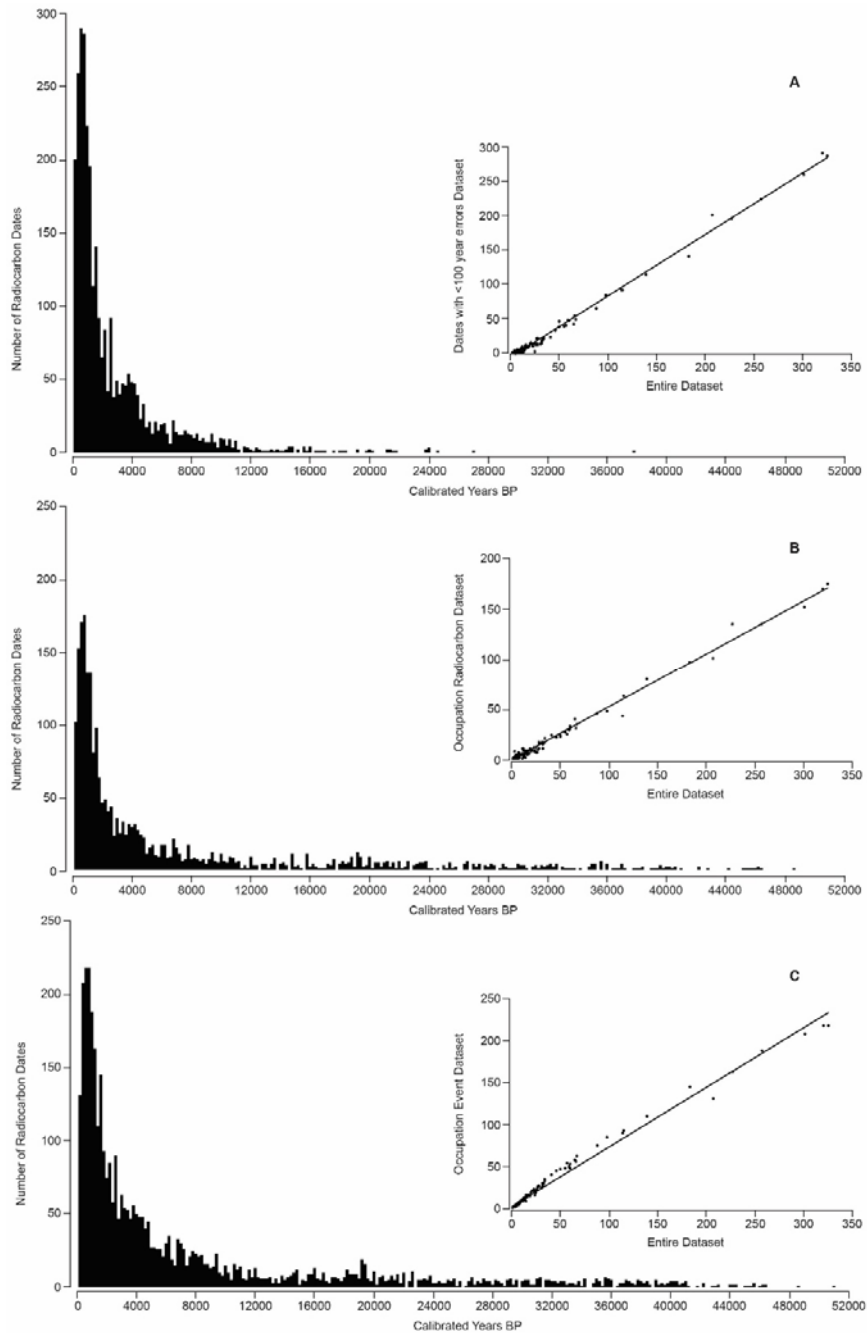 300
250
200
150
100
50
0
Number of Radiocarbon Dates
0 4000 8000 12000 16000 20000 24000 28000 32000 36000 40000 44000 48000 52000
Calibrated Years BP
A
300
250
200
150
100
50
0
Dates with <100 year errors Dataset
0 50 100 150 200 250 300 350
Entire Dataset
250
200
150
100
50
0
Number of Radiocarbon Dates
0 4000 8000 12000 16000 20000 24000 28000 32000 36000 40000 44000 48000 52000
Calibrated Years BP
B
200
150
100
50
0
Occupation Radiocarbon Dataset
0 50 100 150 200 250 300 350
Entire Dataset
250
200
150
100
50
0
Number of Radiocarbon Dates
0 4000 8000 12000 16000 20000 24000 28000 32000 36000 40000 44000 48000 52000
Calibrated Years BP
C
250
200
150
100
50
0
Occupation Event Dataset
0 50 100 150 200 250 300 350
Entire Dataset